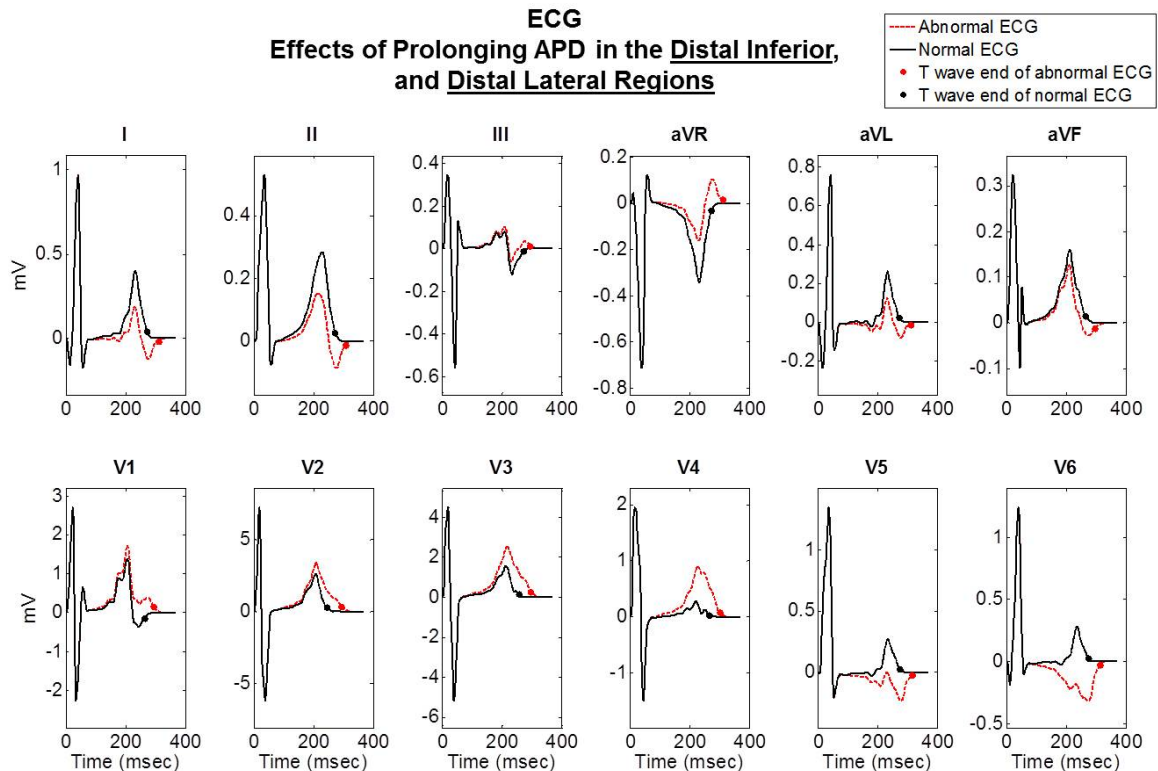 ECG
Effects of Prolonging APD in the Distal Inferior,
and Distal Lateral Regions
Abnormal ECG
Normal ECG
T wave end of abnormal ECG
T wave end of normal ECG
I II III aVR aVL aVF
mV
1
0.5
0
0 200 400
0.4
0.2
0
0 200 400
0.4
0.2
0
-0.2
-0.4
-0.6
0 200 400
0.2
0
-0.2
-0.4
-0.6
-0.8
0 200 400
0.8
0.6
0.4
0.2
0
-0.2
0 200 400
0.3
0.2
0.1
0
-0.1
0 200 400
V1 V2 V3 V4 V5 V6
mV
3
2
1
0
-1
-2
0 200 400
Time (msec)
5
0
-5
0 200 400
Time (msec)
4
2
0
-2
-4
-6
0 200 400
Time (msec)
2
1
0
-1
0 200 400
Time (msec)
1
0.5
0
0 200 400
Time (msec)
1
0.5
0
-0.5
0 200 400
Time (msec)